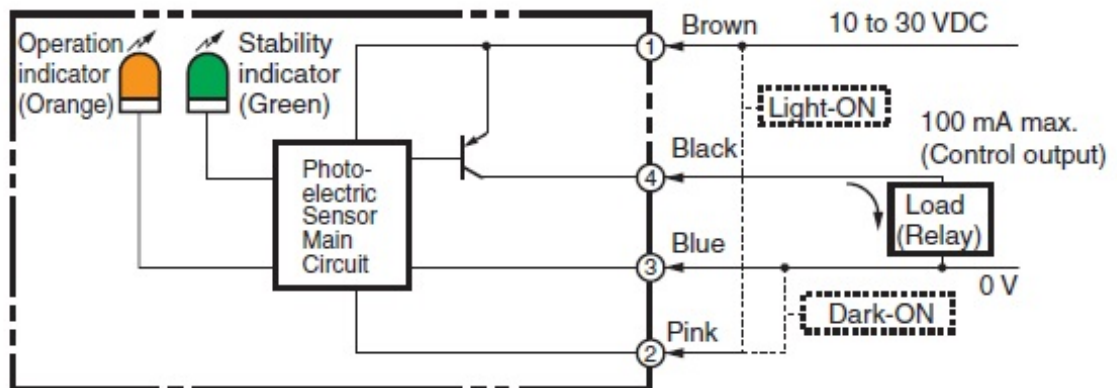 Operation
indicator
(Orange)
Stability
indicator
(Green)
Photo-
electric
Sensor
Main
Circuit
1
Brown
10 to 30 VDC
Light-ON
100 mA max.
(Control output)
Black
4
Load
(Relay)
Blue
3
0 V
Dark-ON
Pink
2